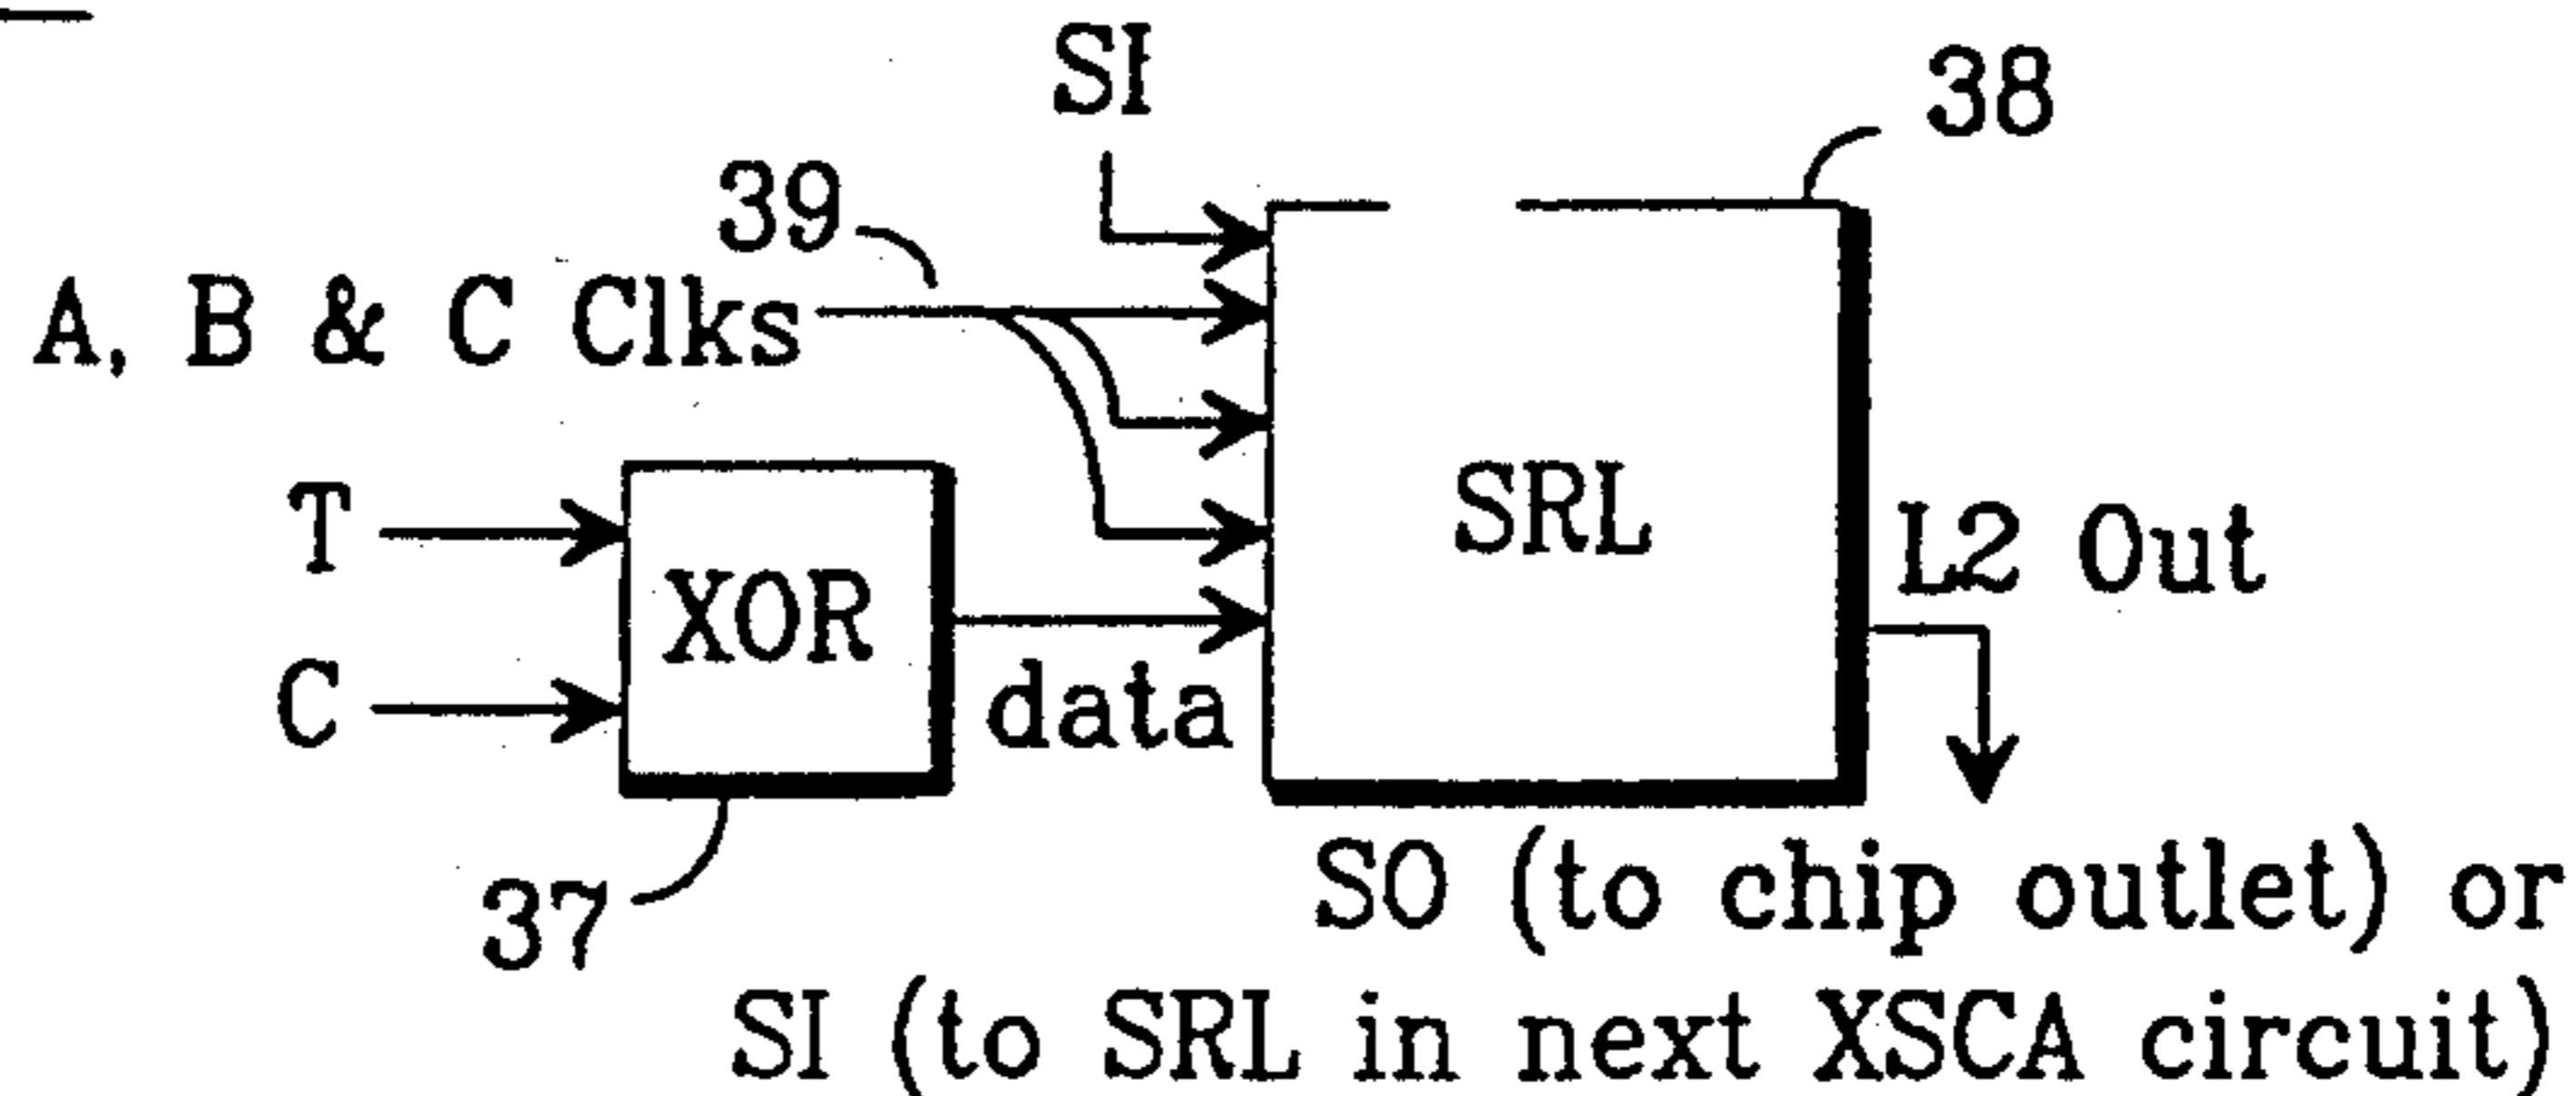 SI
38
39
A, B & C Clks
T
SRL
L2 Out
XOR
C
data
37
SO (to chip outlet) or
SI (to SRL in next XSCA circuit)